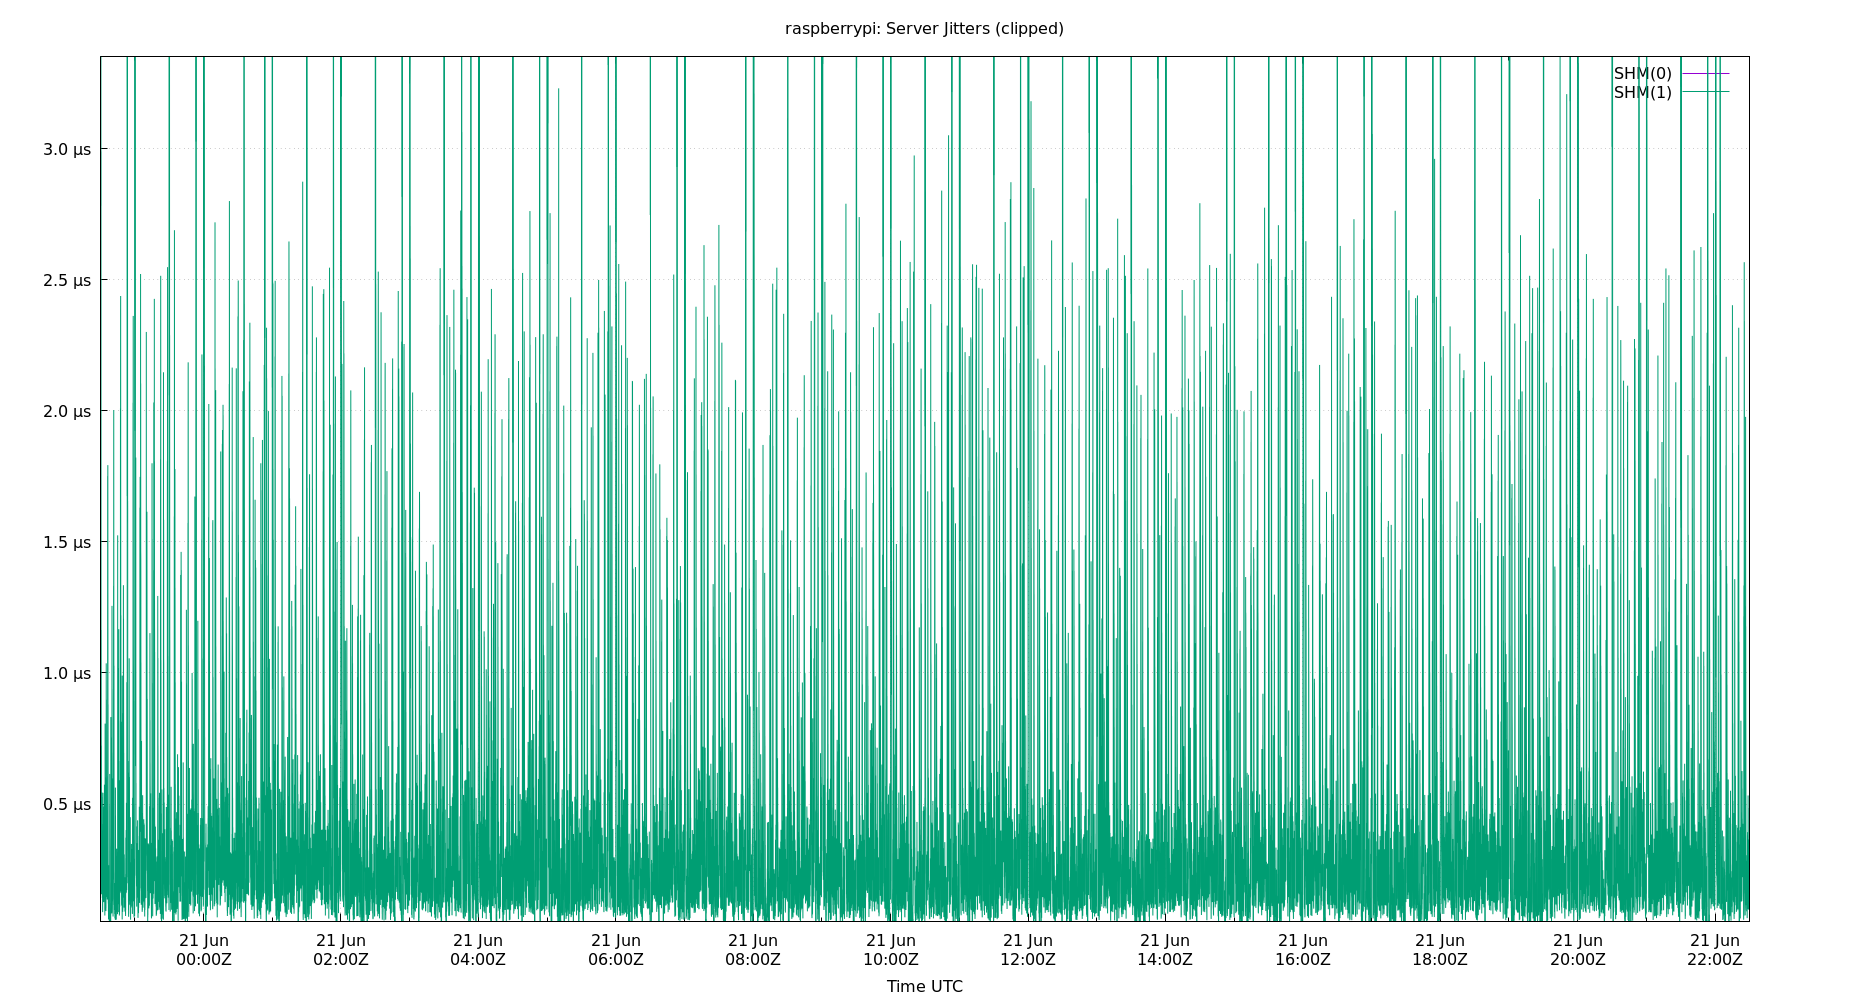 raspberrypi: Server Jitters (clipped)
SHM(0)
SHM(1)
3.0 µs
2.5 µs
2.0 µs
1.5 µs
1.0 µs
0.5 µs
21 Jun 21 Jun 21 Jun 21 Jun 21 Jun 21 Jun 21 Jun 21 Jun 21 Jun 21 Jun 21 Jun 21 Jun
00:00Z 02:00Z 04:00Z 06:00Z 08:00Z 10:00Z 12:00Z 14:00Z 16:00Z 18:00Z 20:00Z 22:00Z
Time UTC